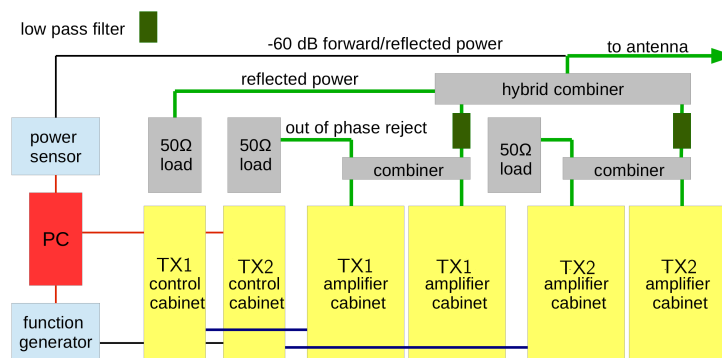 low pass filter
-60 dB forward/reflected power
to antenna
reflected power
hybrid combiner
power
sensor
50Ω
load
50Ω
load
out of phase reject
combiner
50Ω
load
combiner
PC
TX1
control
cabinet
TX2
control
cabinet
TX1
amplifier
cabinet
TX1
amplifier
cabinet
TX2
amplifier
cabinet
TX2
amplifier
cabinet
function
generator